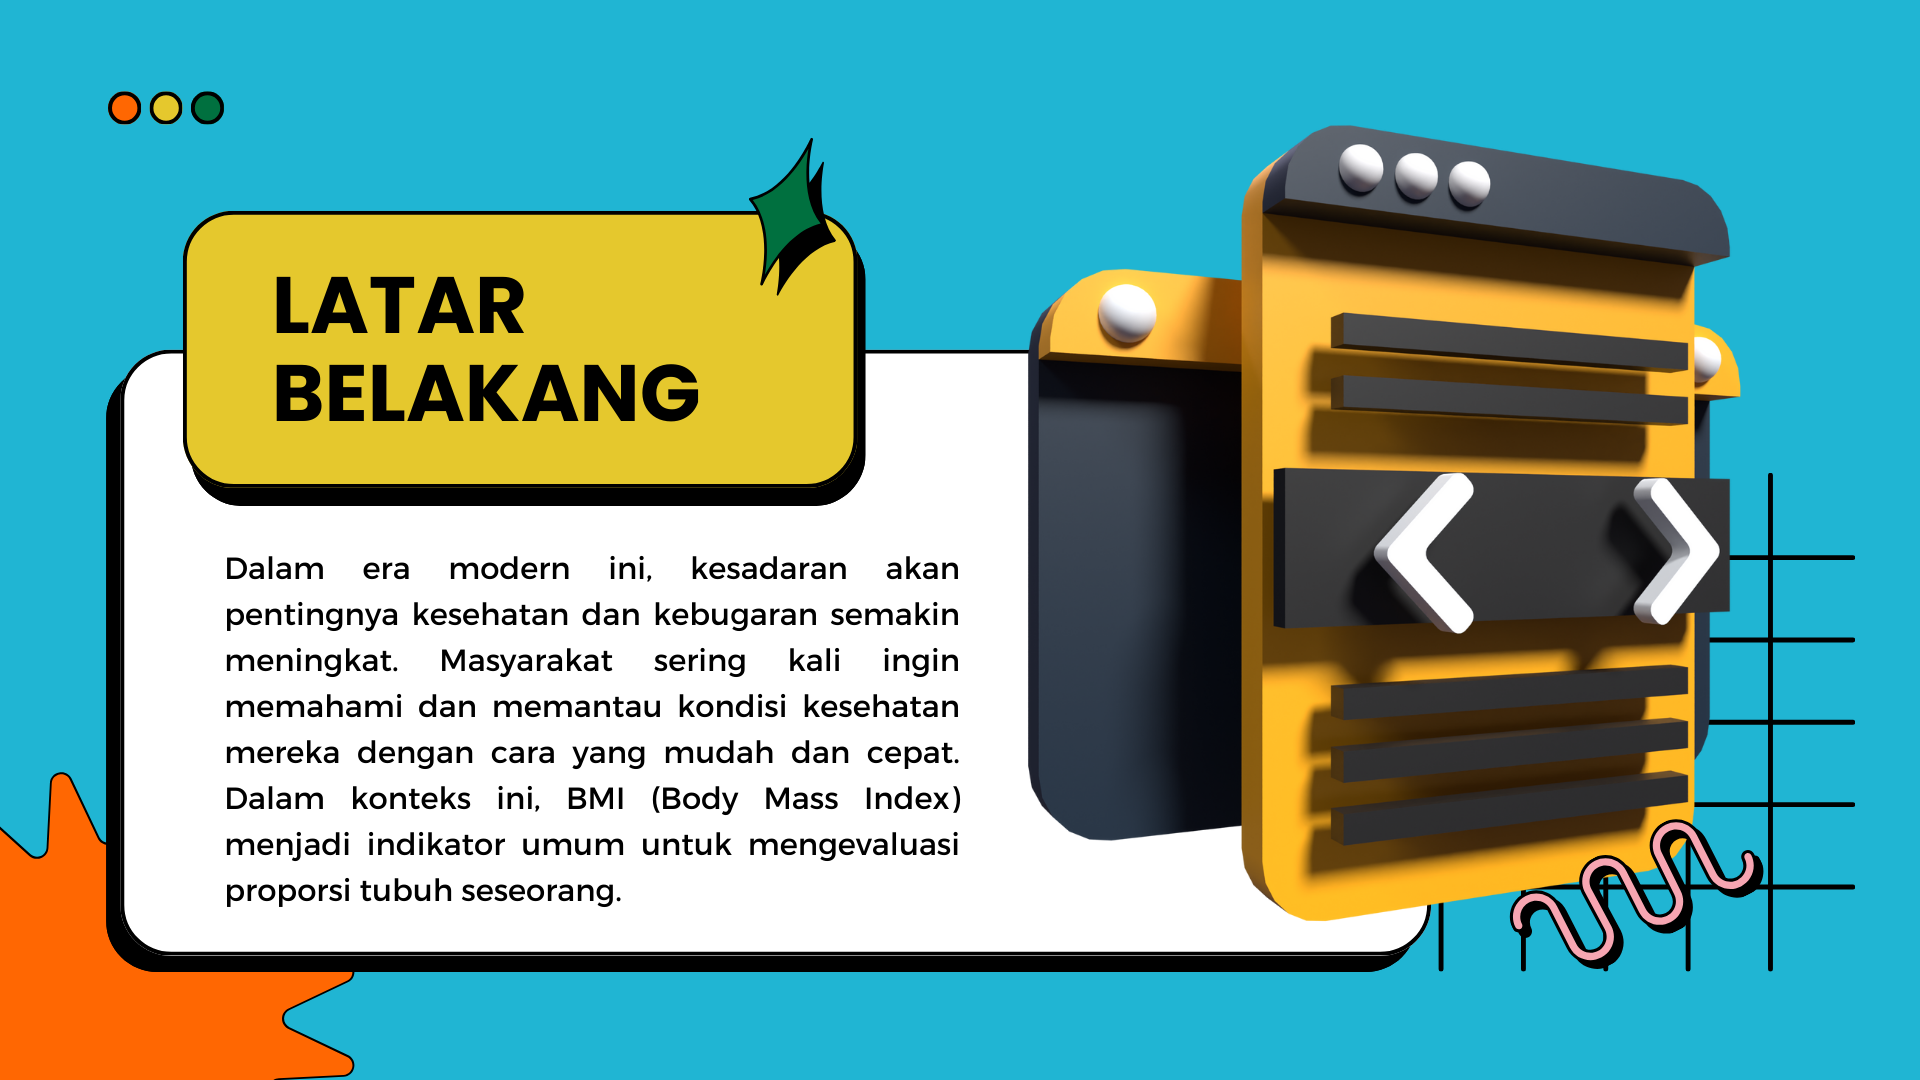 LATAR
BELAKANG
Dalam era modern ini, kesadaran akan
pentingnya kesehatan dan kebugaran semakin
meningkat. Masyarakat sering kali ingin
memahami dan memantau kondisi kesehatan
mereka dengan cara yang mudah dan cepat.
Dalam konteks ini, BMI (Body Mass Index)
menjadi indikator umum untuk mengevaluasi
proporsi tubuh seseorang.